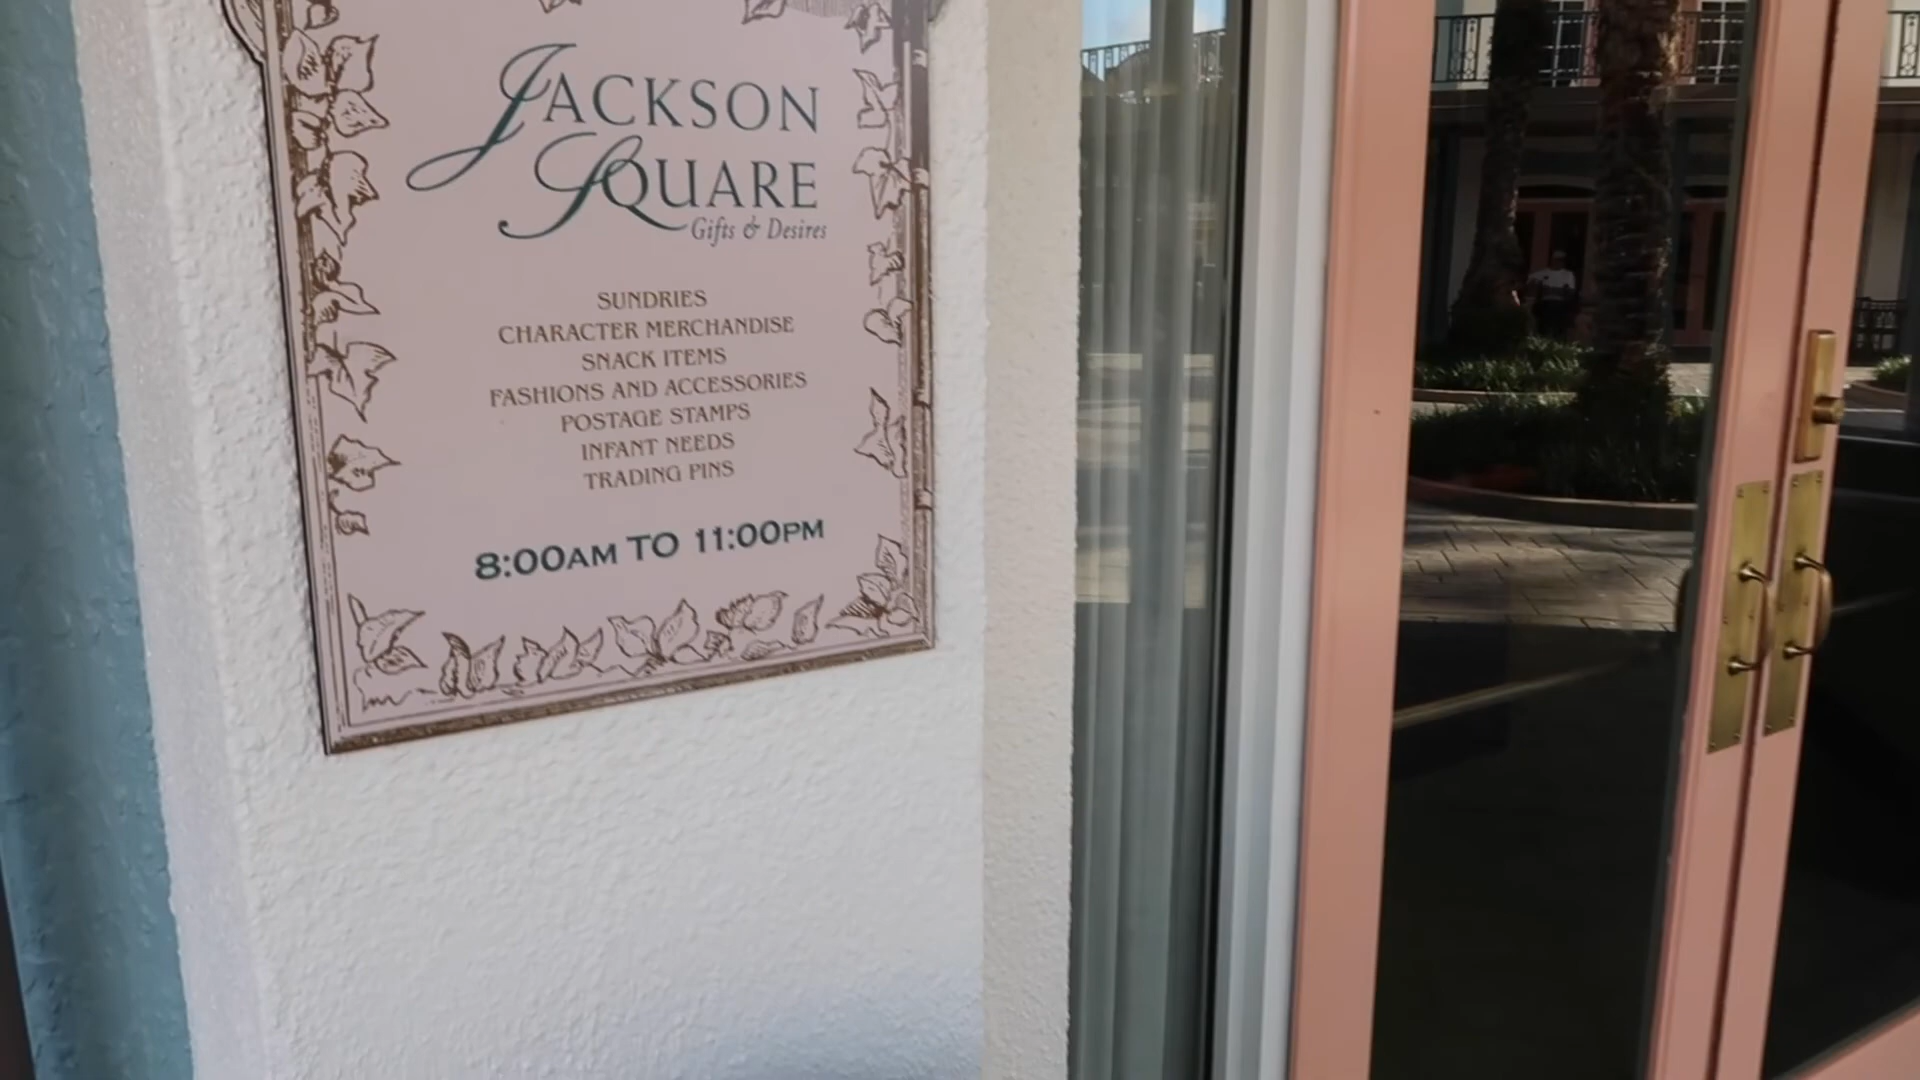 JACKSON
SQUARE
Gifts & Desires
SUNDRIES
CHARACTER MERCHANDISE
SNACK ITEMS
FASHIONS AND ACCESSORIES
POSTAGE STAMPS
INFANT NEEDS
TRADING PINS
8:00AM TO 11:00PM